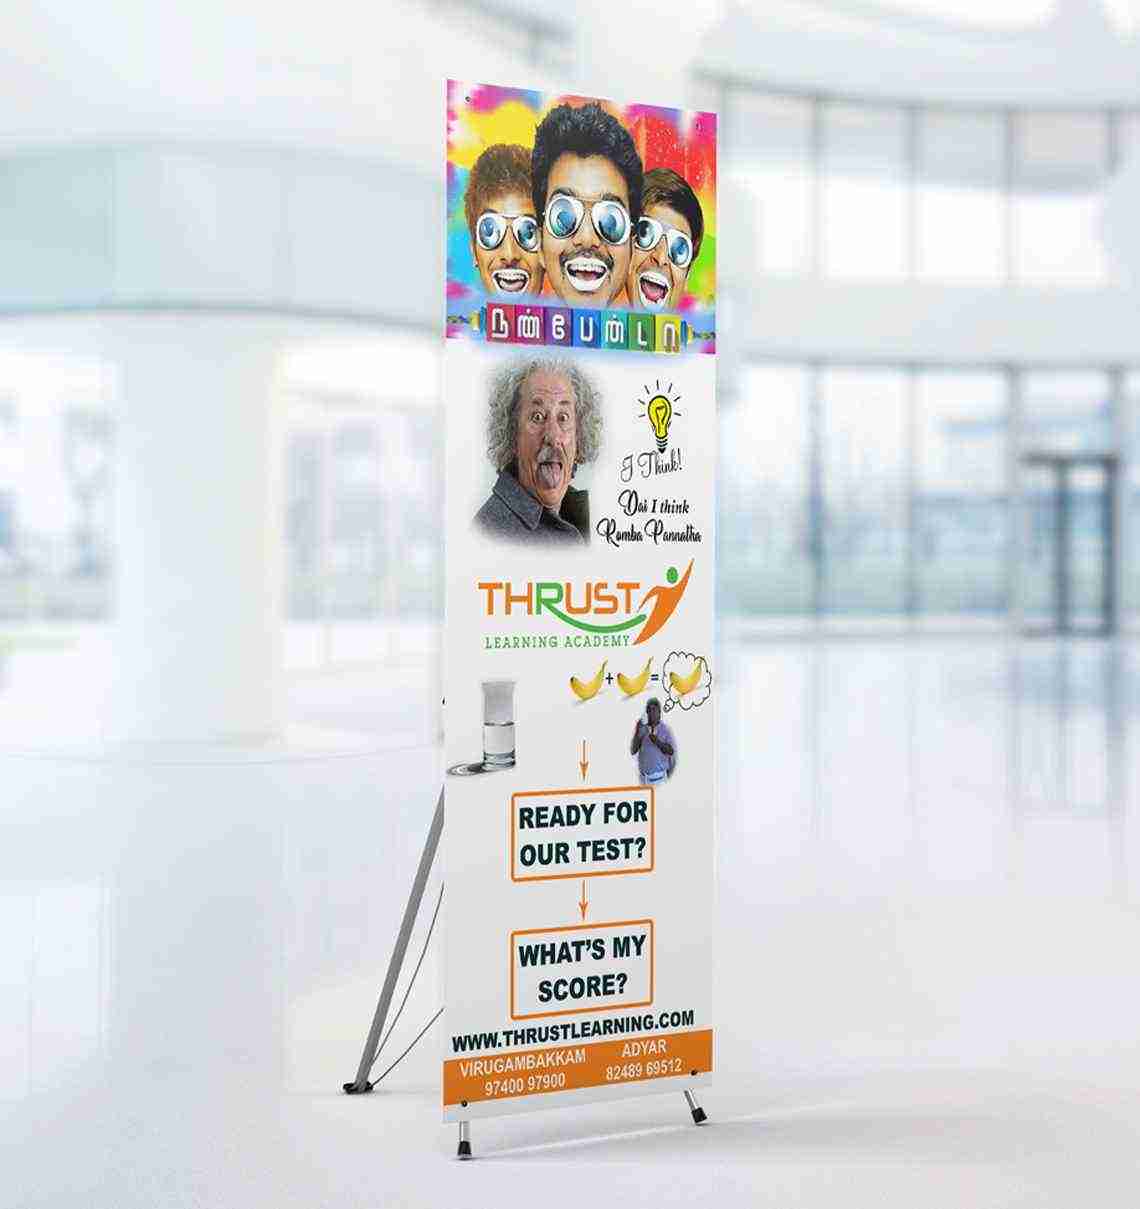 நண்பேன்டா
I Think!
Dai I think
Romba Pannatha
THRUST
LEARNING ACADEMY
+ =
READY FOR
OUR TEST?
WHAT'S MY
SCORE?
WWW.THRUSTLEARNING.COM
VIRUGAMBAKKAM
97400 97900
ADYAR
82489 69512